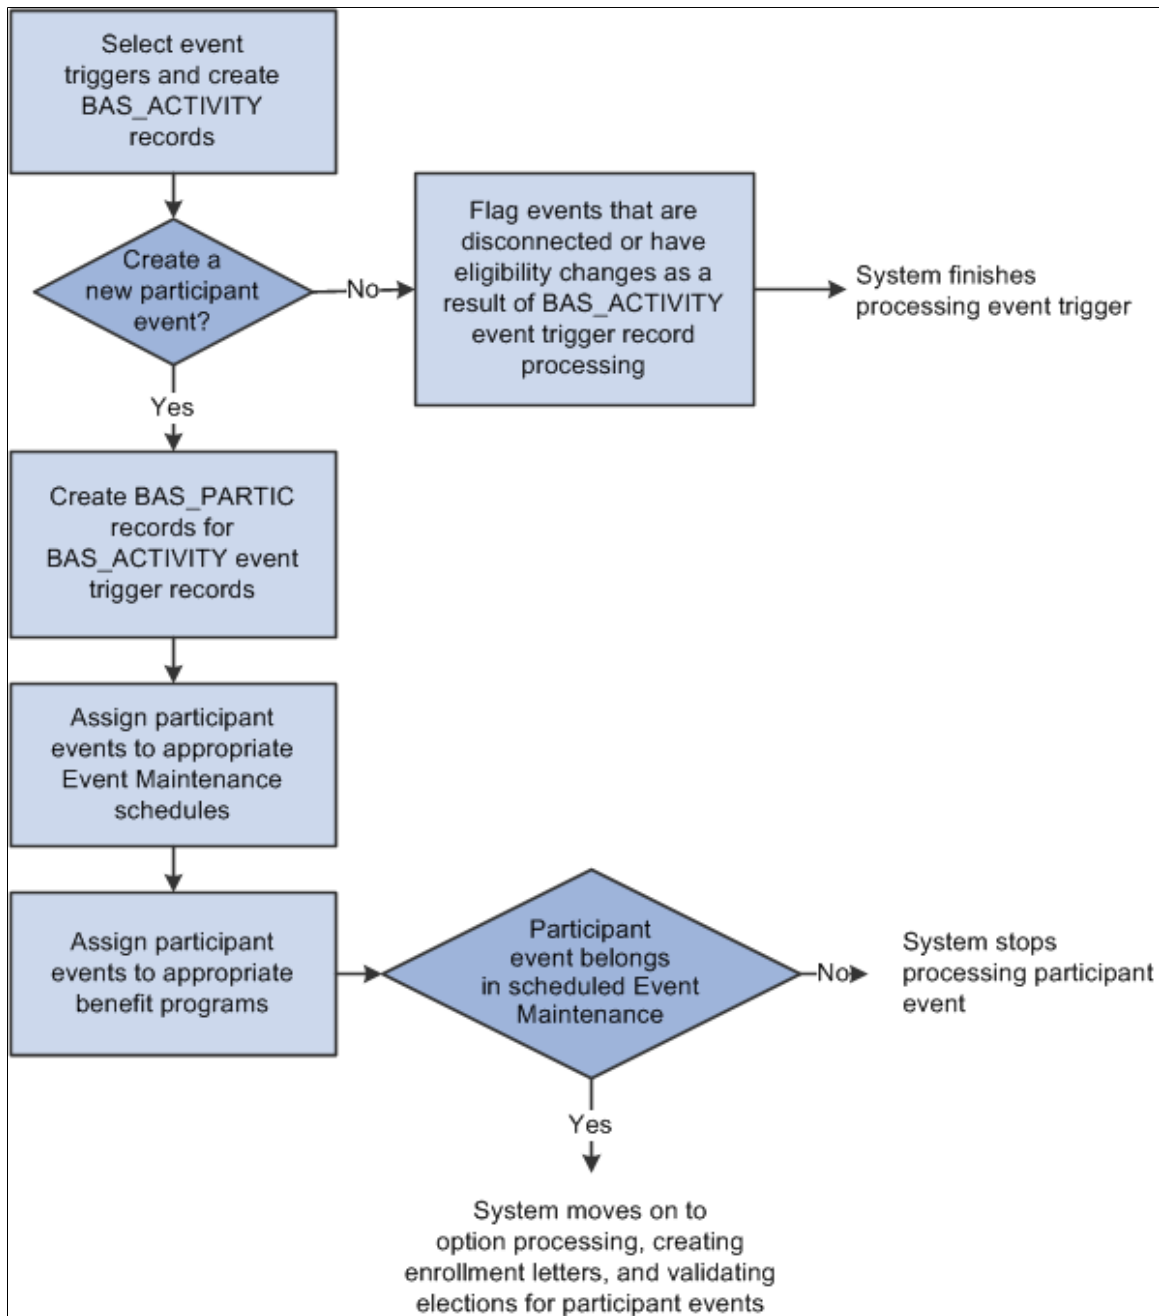 Select event
triggers and create
BAS_ACTIVITY
records
Create a
new participant
event?
No
Flag events that are
disconnected or have
eligibility changes as a
result of BAS_ACTIVITY
event trigger record
processing
System finishes
processing event trigger
Yes
Create BAS_PARTIC
records for
BAS_ACTIVITY event
trigger records
Assign participant
events to appropriate
Event Maintenance
schedules
Assign participant
events to appropriate
benefit programs
Participant
event belongs
in scheduled Event
Maintenance
No
System stops
processing participant
event
Yes
System moves on to
option processing, creating
enrollment letters, and validating
elections for participant events